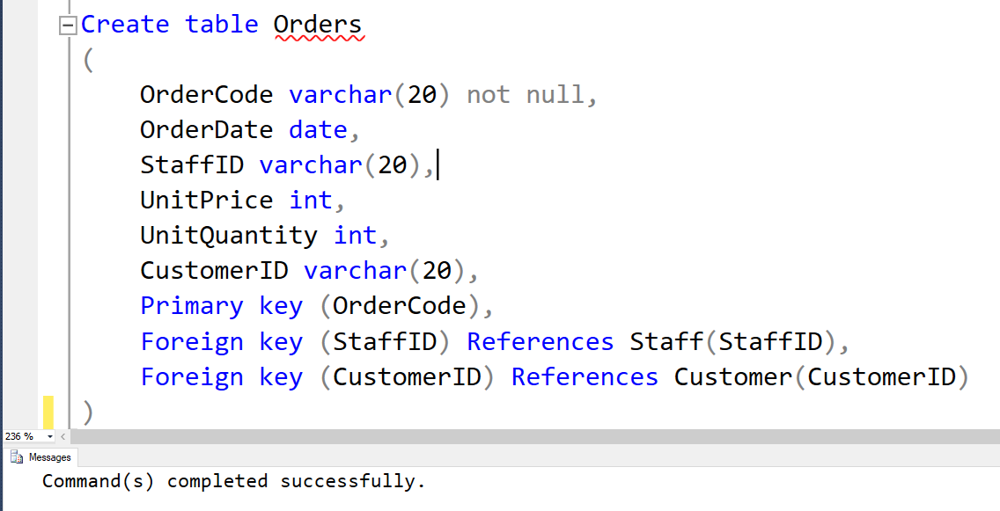 Create table Orders
(
OrderCode varchar(20) not null,
OrderDate date,
StaffID varchar(20),
UnitPrice int,
UnitQuantity int,
CustomerID varchar(20),
Primary key (OrderCode),
Foreign key (StaffID) References Staff(StaffID),
Foreign key (CustomerID) References Customer(CustomerID)
)
236 %
Messages
Command(s) completed successfully.